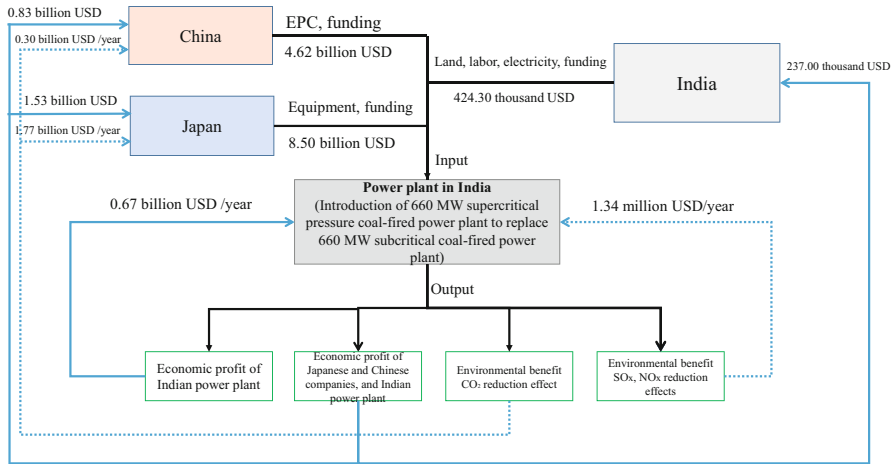 0.83 billion USD
0.30 billion USD /year
China
EPC, funding
4.62 billion USD
Land, labor, electricity, funding
424.30 thousand USD
India
237.00 thousand USD
1.53 billion USD
1.77 billion USD /year
Japan
Equipment, funding
8.50 billion USD
Input
Power plant in India
(Introduction of 660 MW supercritical
pressure coal-fired power plant to replace
660 MW subcritical coal-fired power
plant)
0.67 billion USD /year
1.34 million USD/year
Output
Economic profit of
Indian power plant
Economic profit of
Japanese and Chinese
companies, and Indian
power plant
Environmental benefit
CO₂ reduction effect
Environmental benefit
SOx, NOx reduction
effects